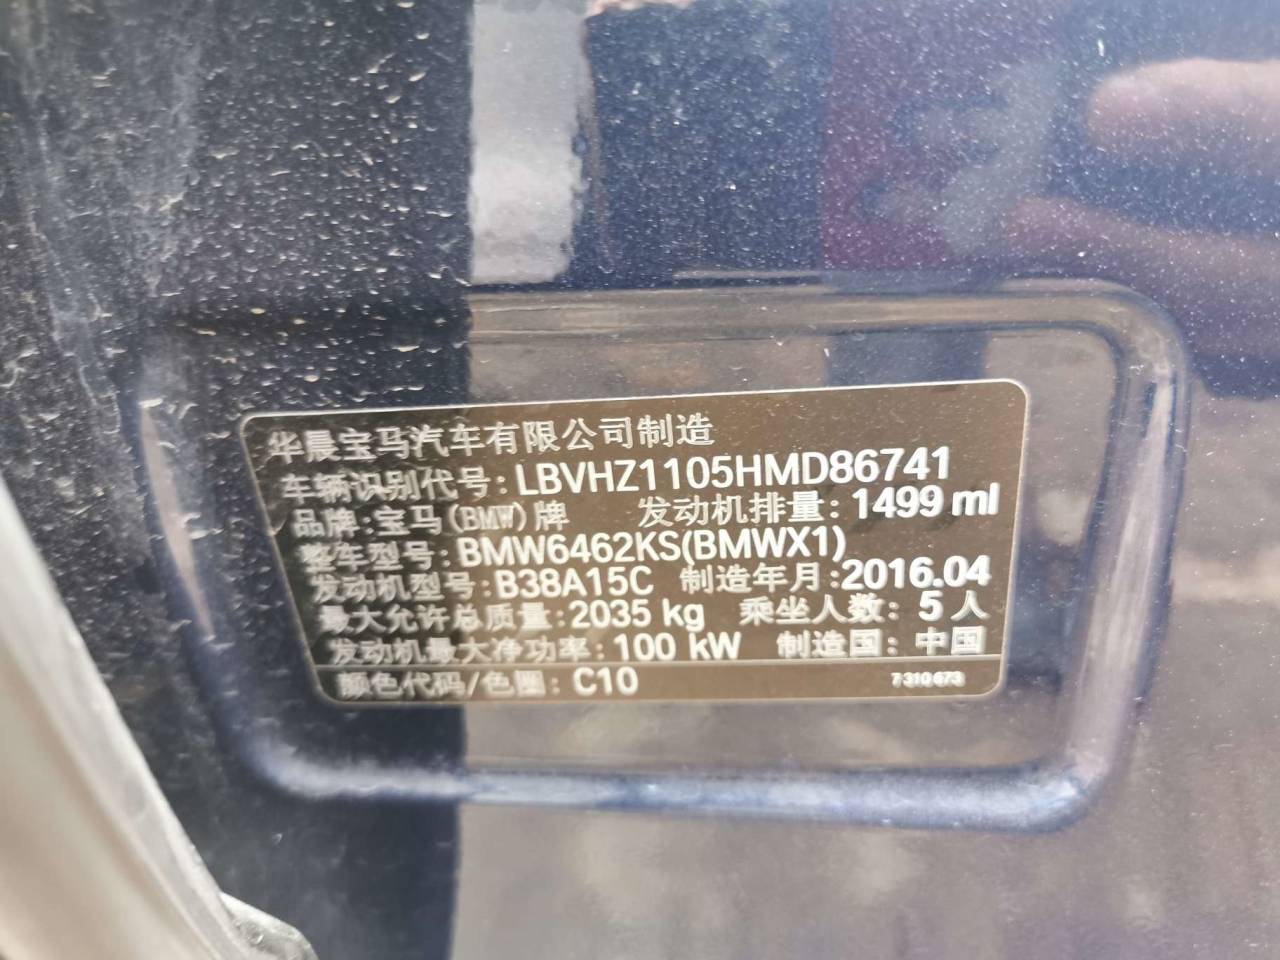 华晨宝马汽车有限公司制造
车辆识别代号:LBVHZ1105HMD86741
品牌:宝马(BMW)牌 发动机排量:1499 ml
整车型号:BMW6462KS(BMWX1)
发动机型号:B38A15C 制造年月:2016.04
最大允许总质量:2035 kg 乘坐人数:5 人
发动机最大净功率:100 kW 制造国:中国
颜色代码/色圈:C10 7 310 673